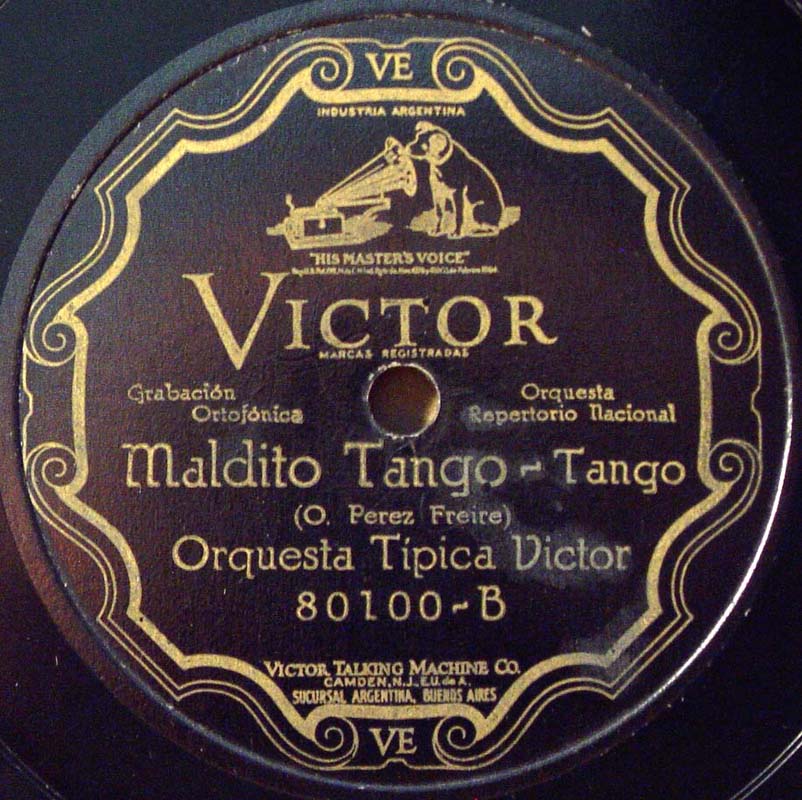 VE
INDUSTRIA ARGENTINA
"HIS MASTER'S VOICE"
VICTOR
MARCAS REGISTRADAS
Grabación Ortofónica
Orquesta Repertorio Nacional
Maldito Tango - Tango
(O. Perez Freire)
Orquesta Típica Victor
80100-B
VICTOR TALKING MACHINE CO.
CAMDEN, N.J., E.U. de A.
SUCURSAL ARGENTINA, BUENOS AIRES
VE